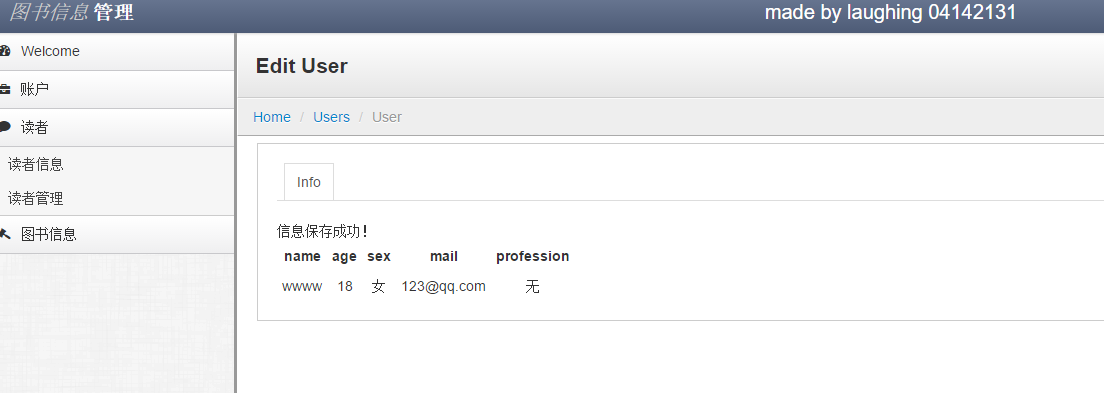 图书信息 管理
made by laughing 04142131
Welcome
账户
读者
读者信息
读者管理
图书信息
Edit User
Home / Users / User
Info
信息保存成功！
name age sex mail profession
wwww 18 女 123@qq.com 无